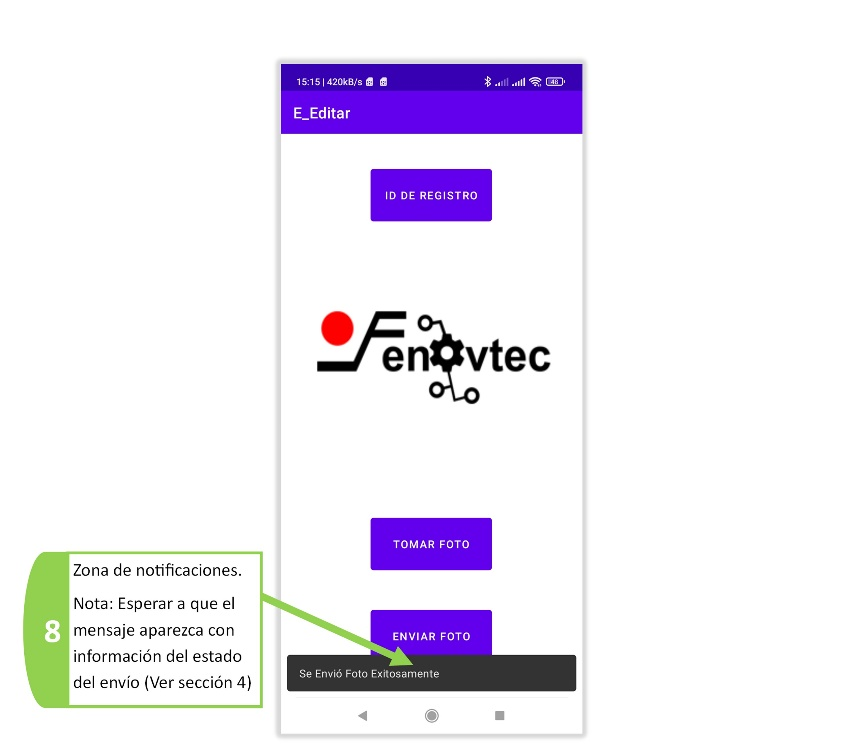 15:15 | 420kB/s
48
E_Editar
ID DE REGISTRO
Fenovtec
TOMAR FOTO
ENVIAR FOTO
Se Envió Foto Exitosamente
8
Zona de notificaciones.
Nota: Esperar a que el
mensaje aparezca con
información del estado
del envío (Ver sección 4)